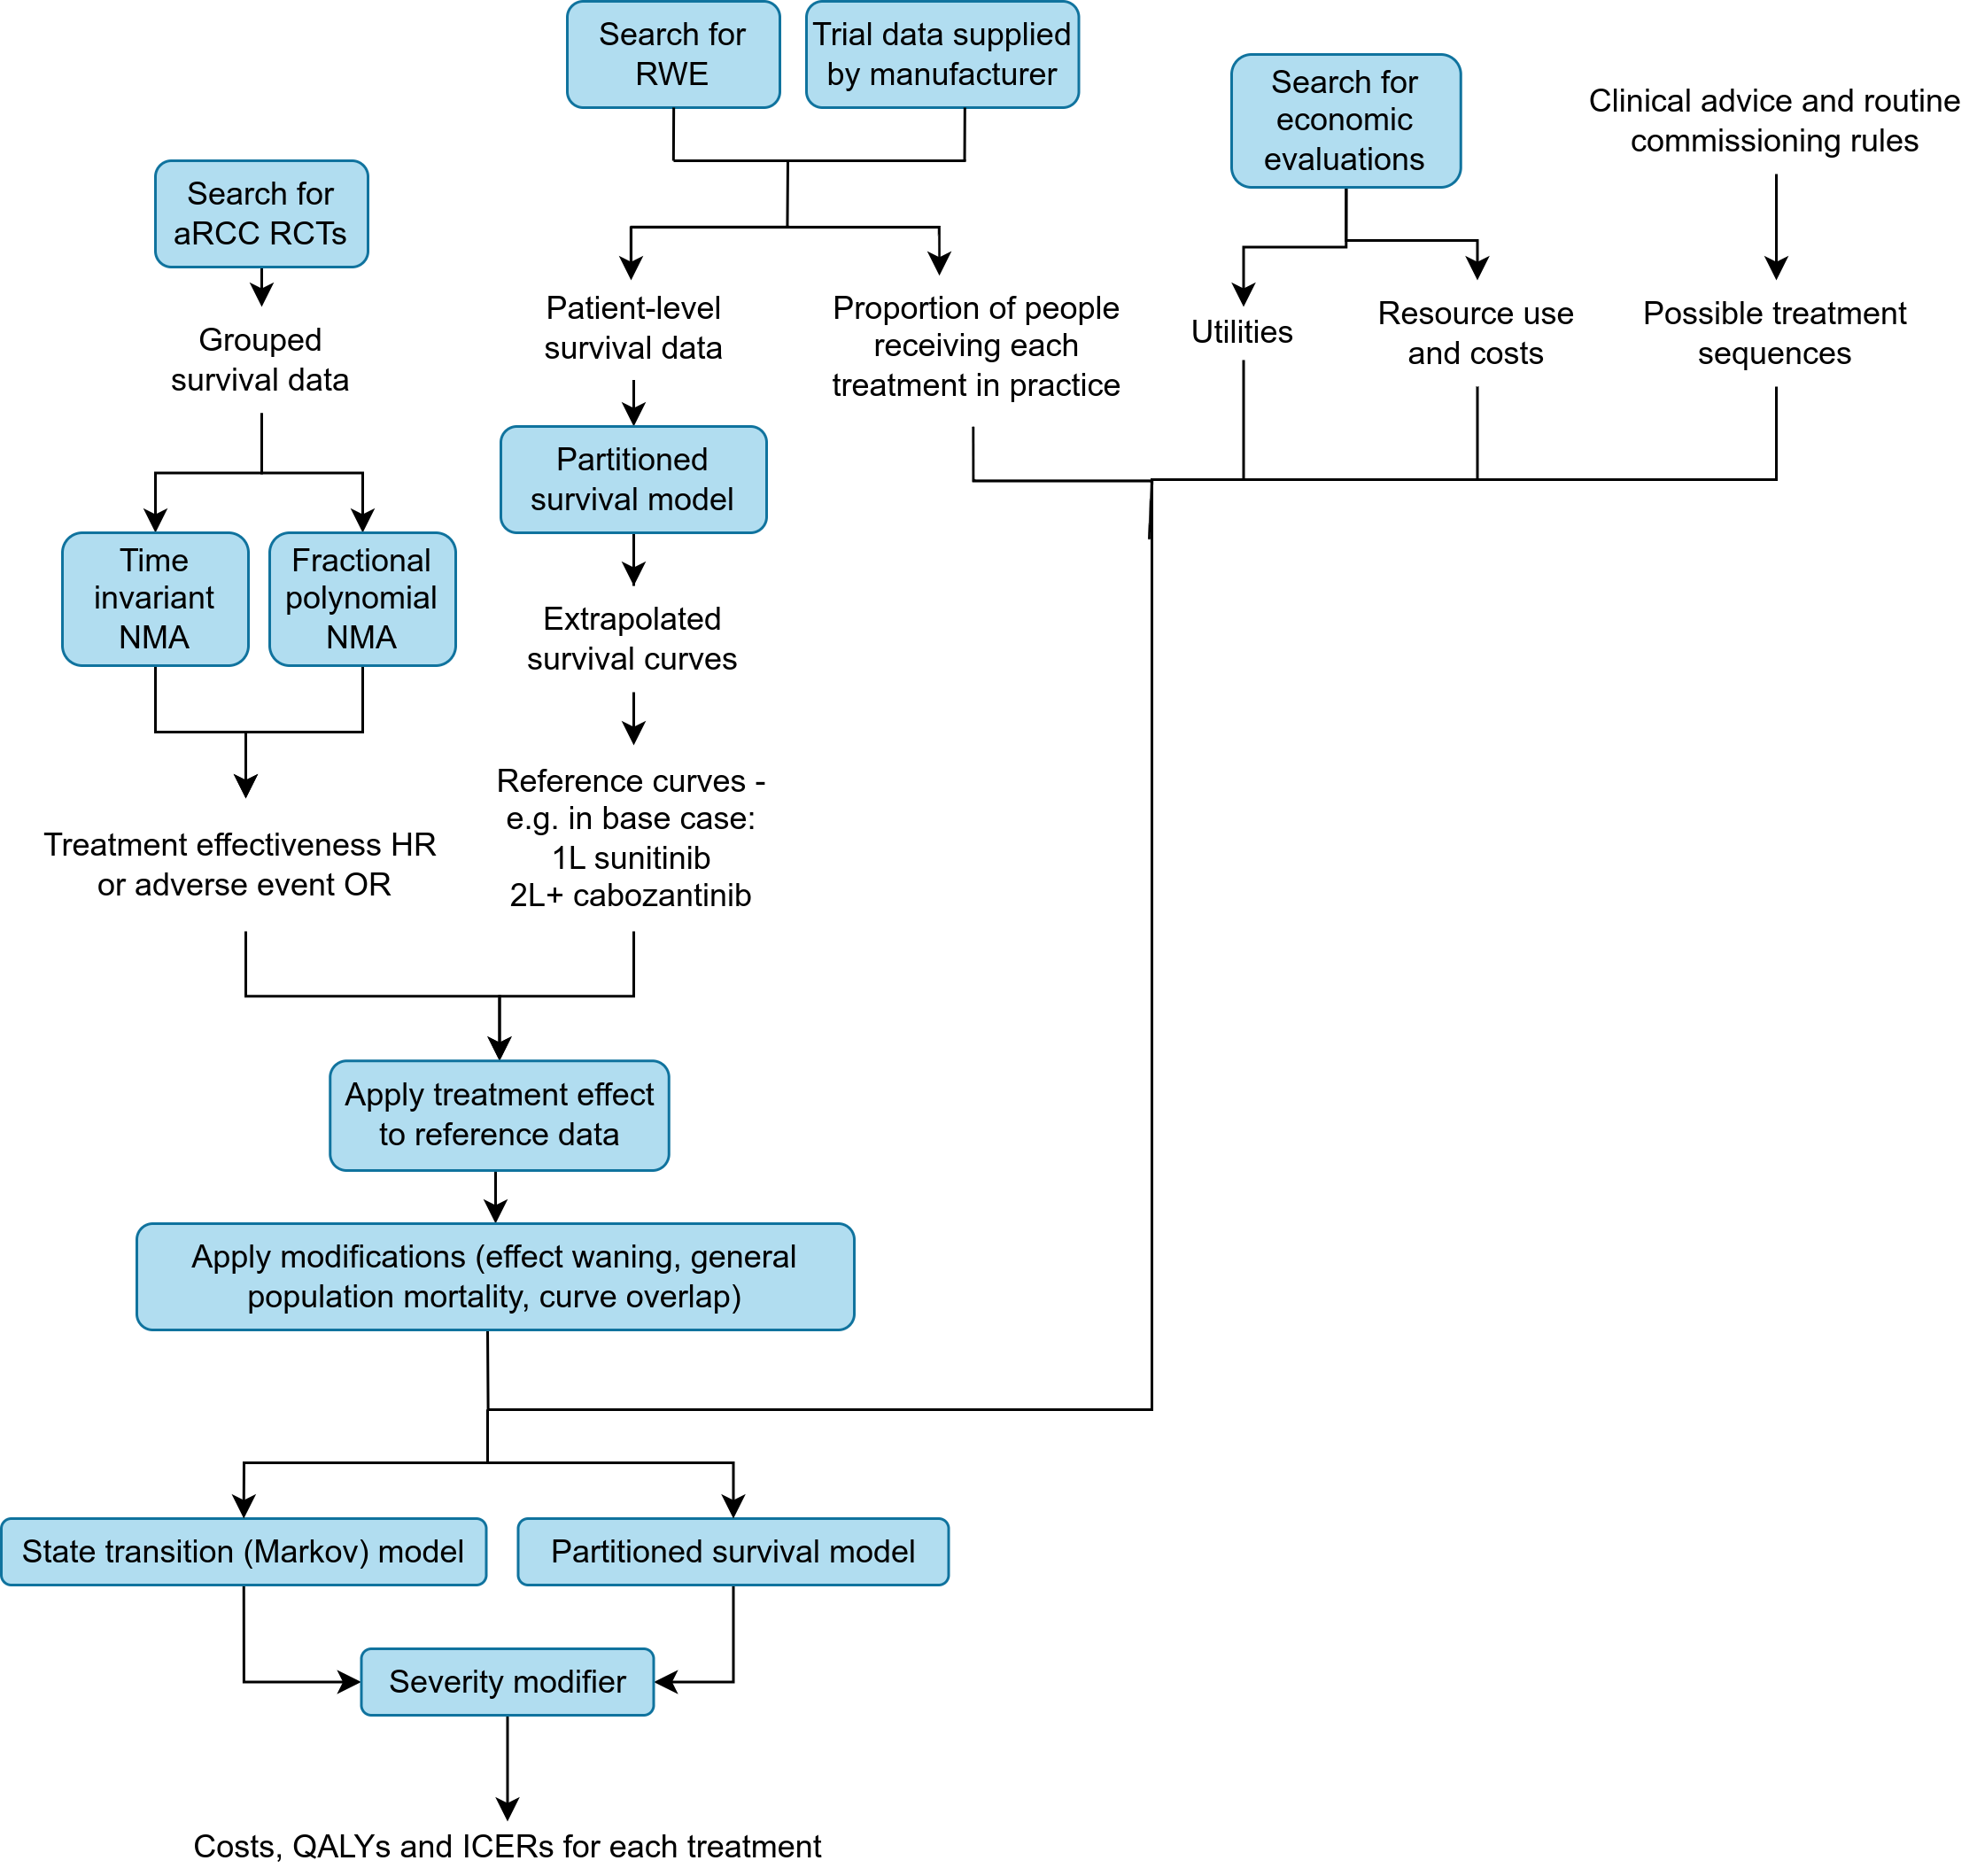 Search for
RWE
Trial data supplied
by manufacturer
Search for
economic
evaluations
Clinical advice and routine
commissioning rules
Search for
aRCC RCTs
Grouped
survival data
Patient-level
survival data
Proportion of people
receiving each
treatment in practice
Utilities
Resource use
and costs
Possible treatment
sequences
Time
invariant
NMA
Fractional
polynomial
NMA
Partitioned
survival model
Extrapolated
survival curves
Treatment effectiveness HR
or adverse event OR
Reference curves -
e.g. in base case:
1L sunitinib
2L+ cabozantinib
Apply treatment effect
to reference data
Apply modifications (effect waning, general
population mortality, curve overlap)
State transition (Markov) model
Partitioned survival model
Severity modifier
Costs, QALYs and ICERs for each treatment